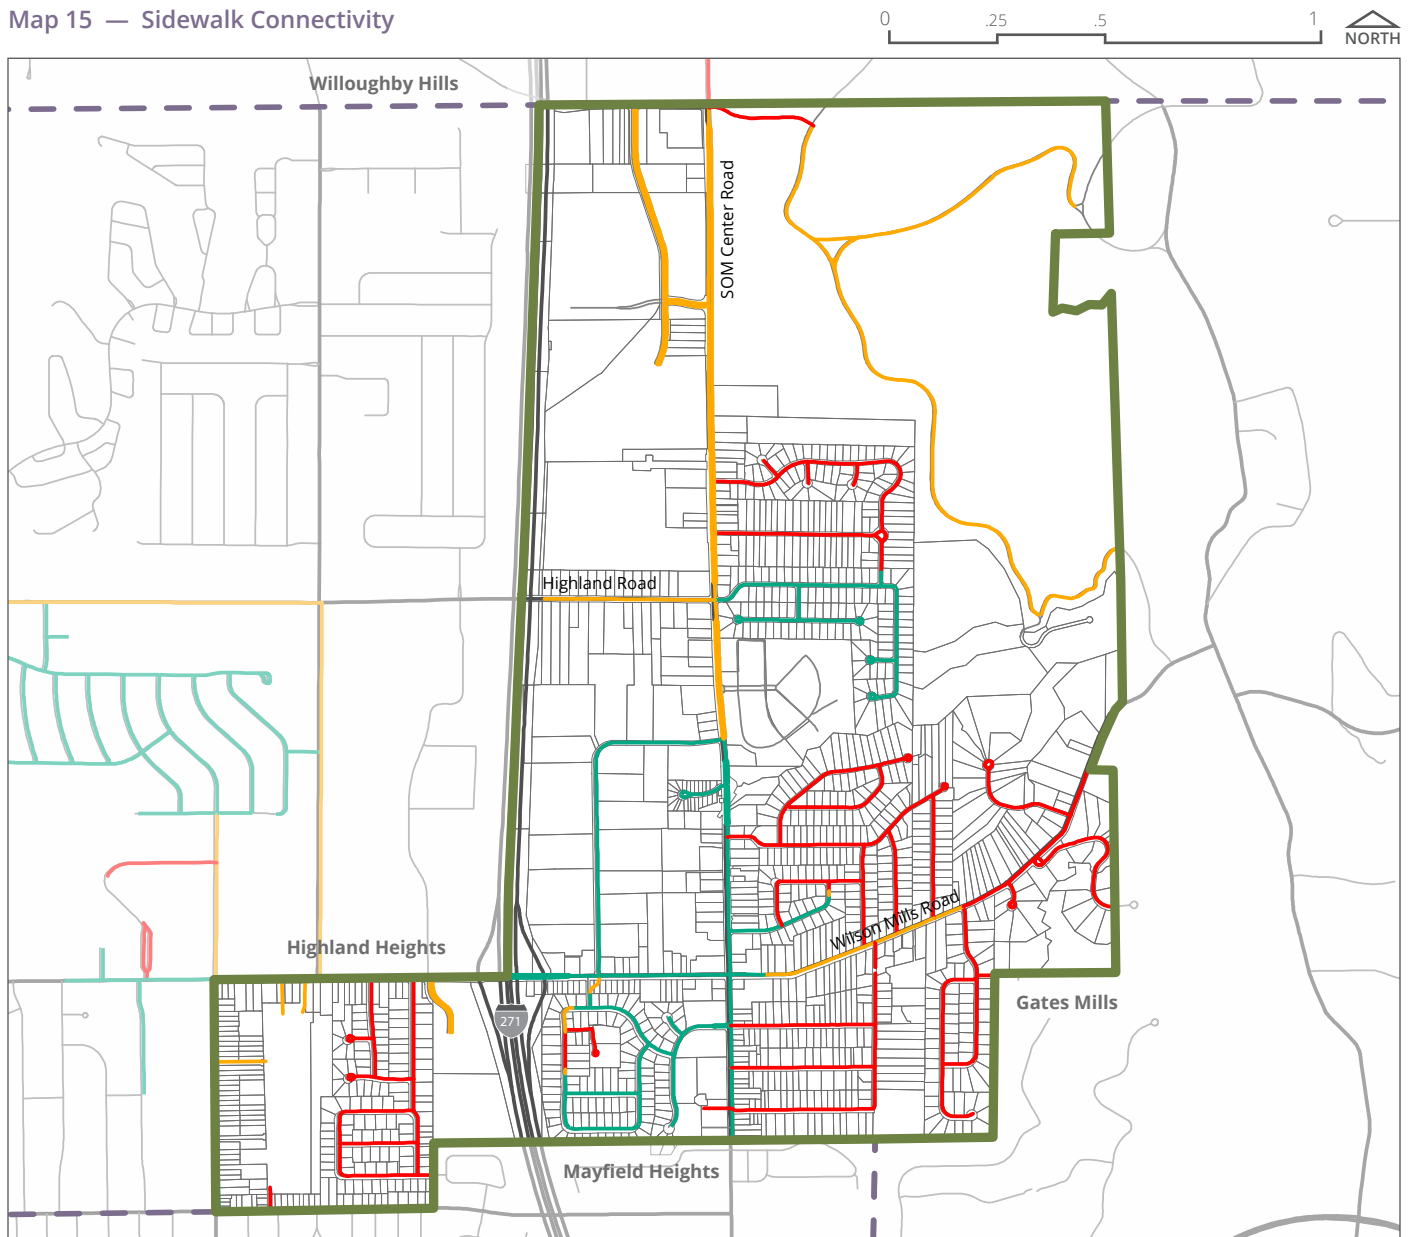 Map 15 — Sidewalk Connectivity
0 .25 .5 1
NORTH
Willoughby Hills
SOM Center Road
Highland Road
Wilson Mills Road
Highland Heights
271
Gates Mills
Mayfield Heights